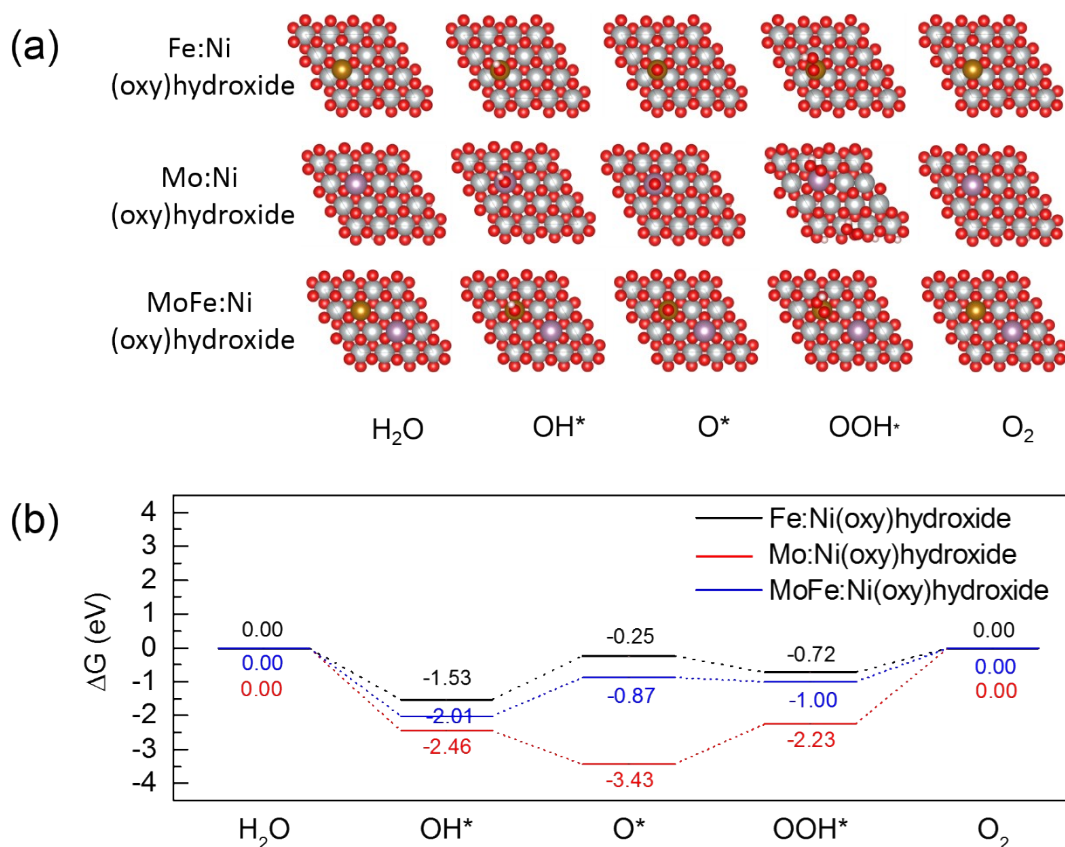 (a)
Fe:Ni
(oxy)hydroxide
Mo:Ni
(oxy)hydroxide
MoFe:Ni
(oxy)hydroxide
H₂O OH* O* OOH* O₂
(b)
ΔG (eV)
4
3
2
1
0
-1
-2
-3
-4
Fe:Ni(oxy)hydroxide
Mo:Ni(oxy)hydroxide
MoFe:Ni(oxy)hydroxide
0.00
0.00
0.00
-1.53
-2.01
-2.46
-0.25
-0.87
-3.43
-0.72
-1.00
-2.23
0.00
0.00
0.00
H₂O OH* O* OOH* O₂